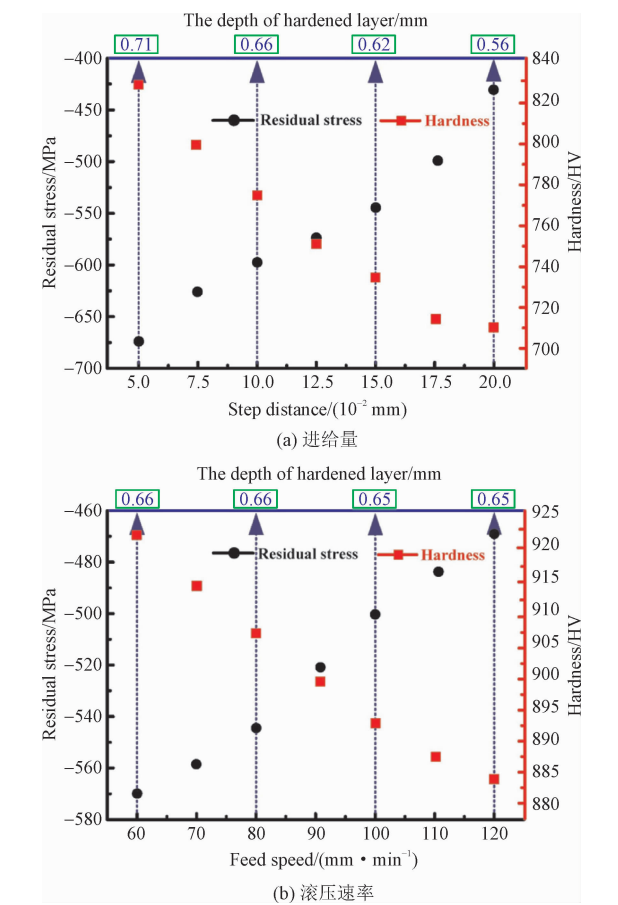 The depth of hardened layer/mm
0.71 0.66 0.62 0.56
−400 840
−450 820
Residual stress Hardness
−500 800
780
−550 760
−600 740
−650 720
−700 700
Residual stress/MPa
Hardness/HV
5.0 7.5 10.0 12.5 15.0 17.5 20.0
Step distance/(10⁻² mm)
(a) 进给量
The depth of hardened layer/mm
0.66 0.66 0.65 0.65
−460 925
920
−480 915
Residual stress Hardness
−500 910
905
−520 900
−540 895
890
−560 885
−580 880
Residual stress/MPa
Hardness/HV
60 70 80 90 100 110 120
Feed speed/(mm·min⁻¹)
(b) 滚压速率